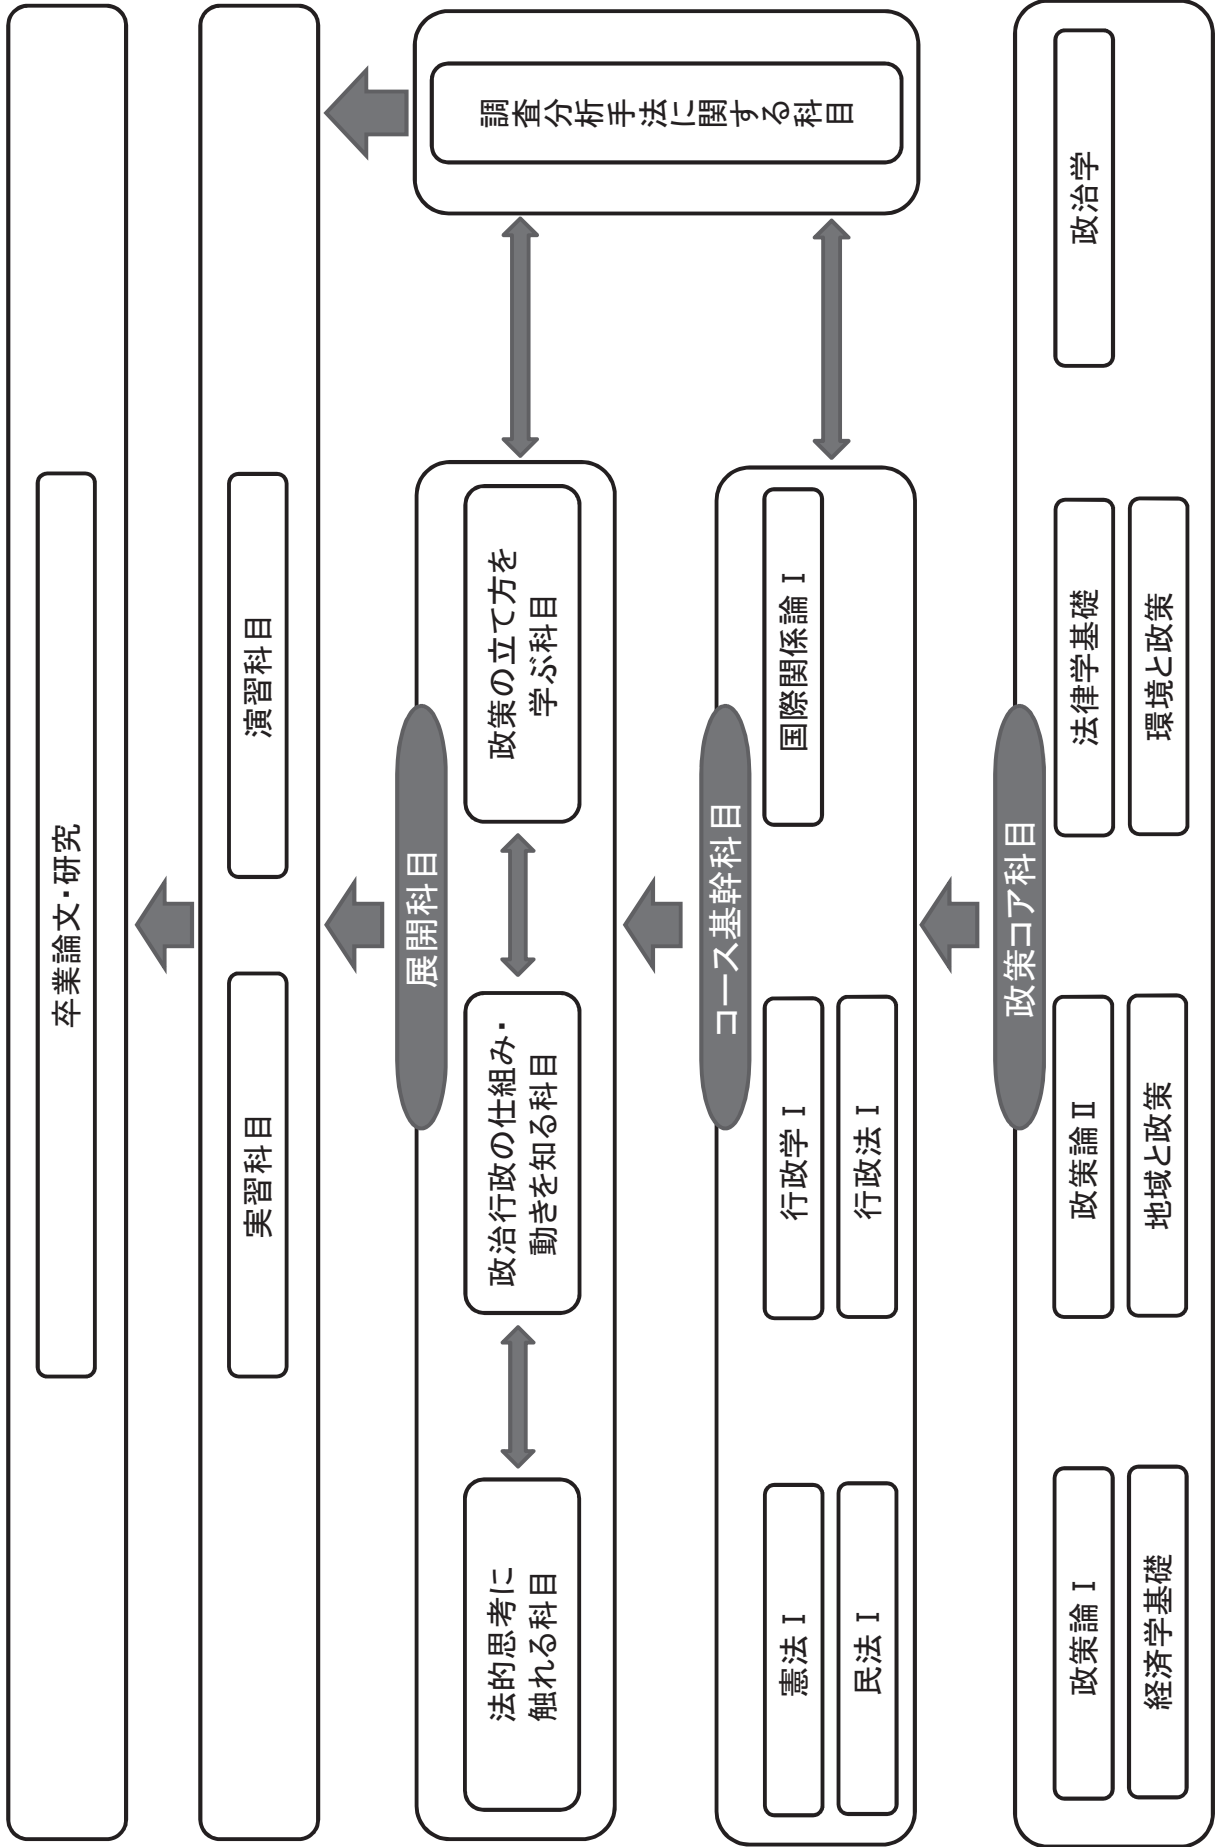 卒業論文・研究
実習科目
演習科目
展開科目
法的思考に
触れる科目
政治行政の仕組み・
動きを知る科目
政策の立て方を
学ぶ科目
調査分析手法に関する科目
コース基幹科目
憲法Ⅰ
行政学Ⅰ
国際関係論Ⅰ
民法Ⅰ
行政法Ⅰ
政策コア科目
政策論Ⅰ
政策論Ⅱ
法律学基礎
政治学
経済学基礎
地域と政策
環境と政策